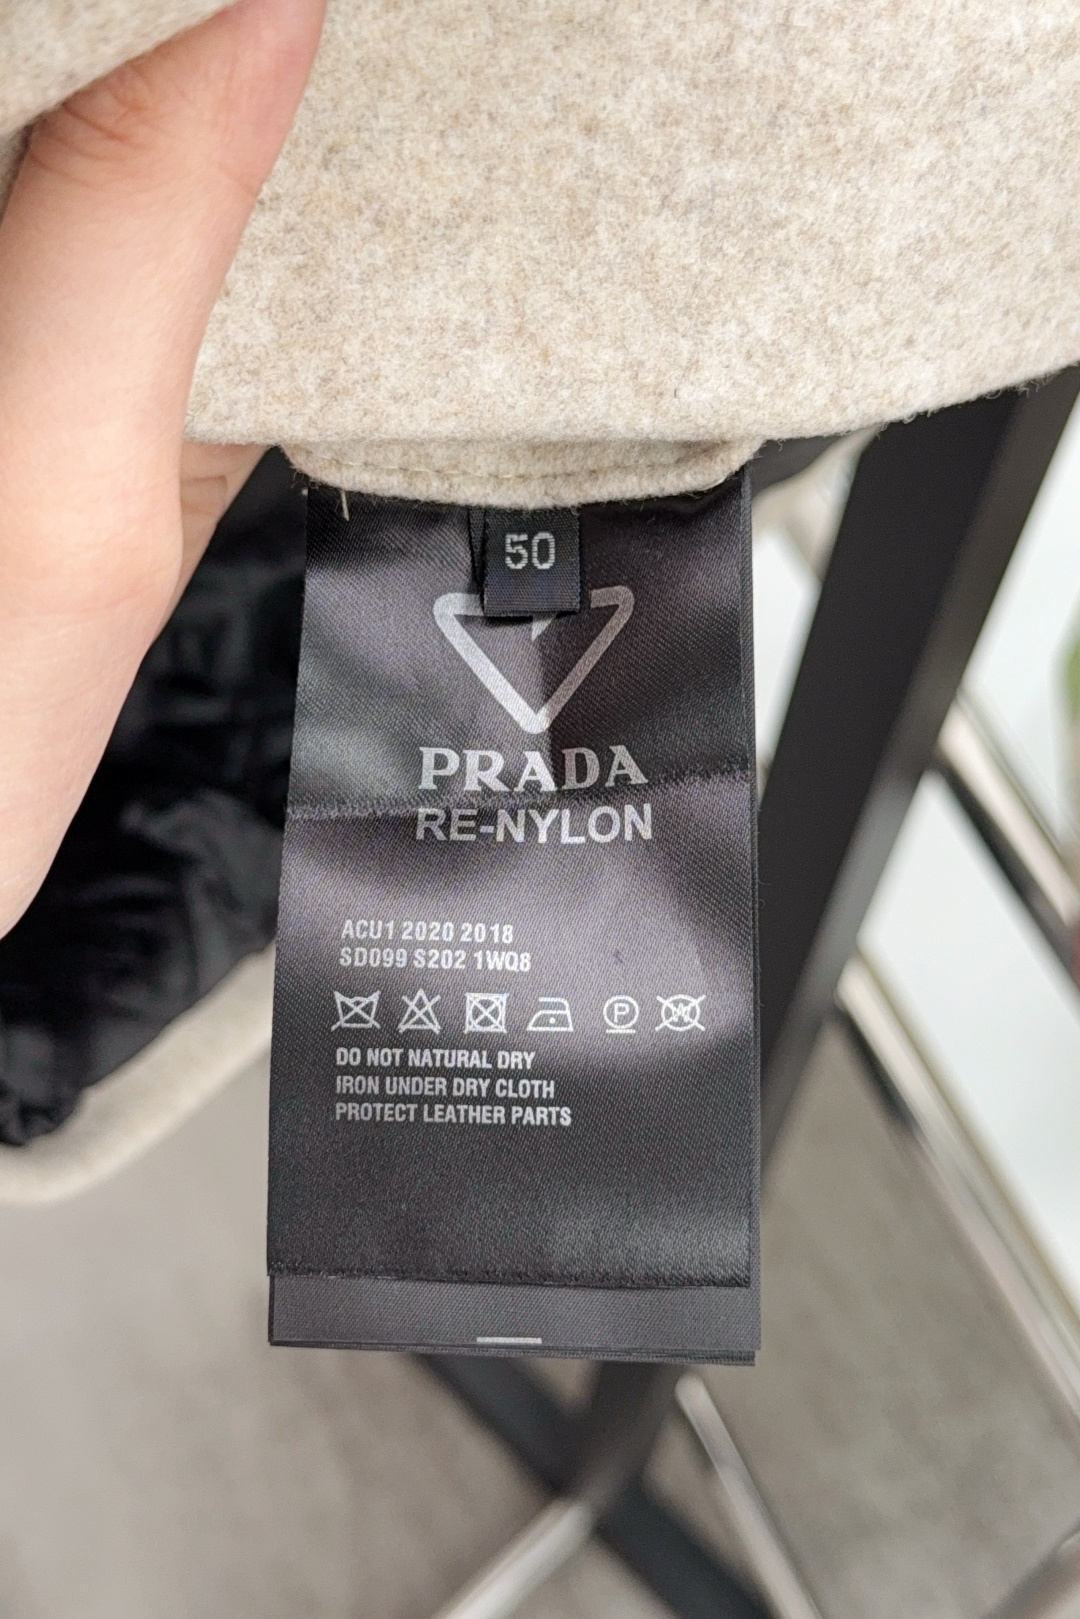 50
PRADA
RE-NYLON
ACU1 2020 2018
SD099 S202 1WQ8
P W
DO NOT NATURAL DRY
IRON UNDER DRY CLOTH
PROTECT LEATHER PARTS